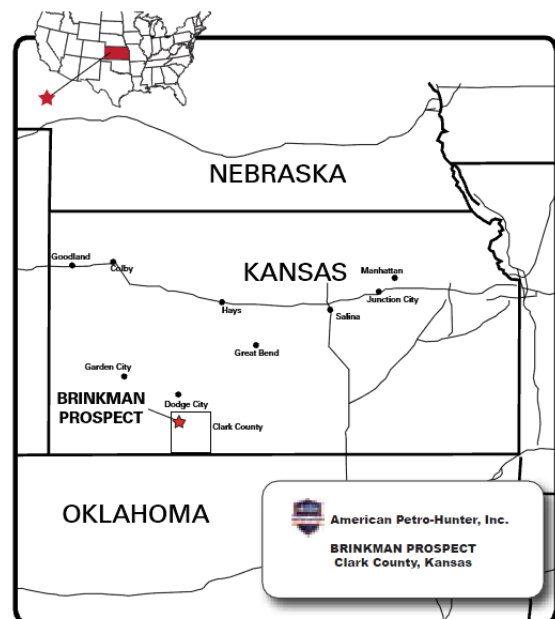 NEBRASKA
Goodland
Colby
KANSAS
Manhattan
Junction City
Hays
Salina
Great Bend
Garden City
Dodge City
BRINKMAN
PROSPECT
Clark County
OKLAHOMA
American Petro-Hunter, Inc.
BRINKMAN PROSPECT
Clark County, Kansas